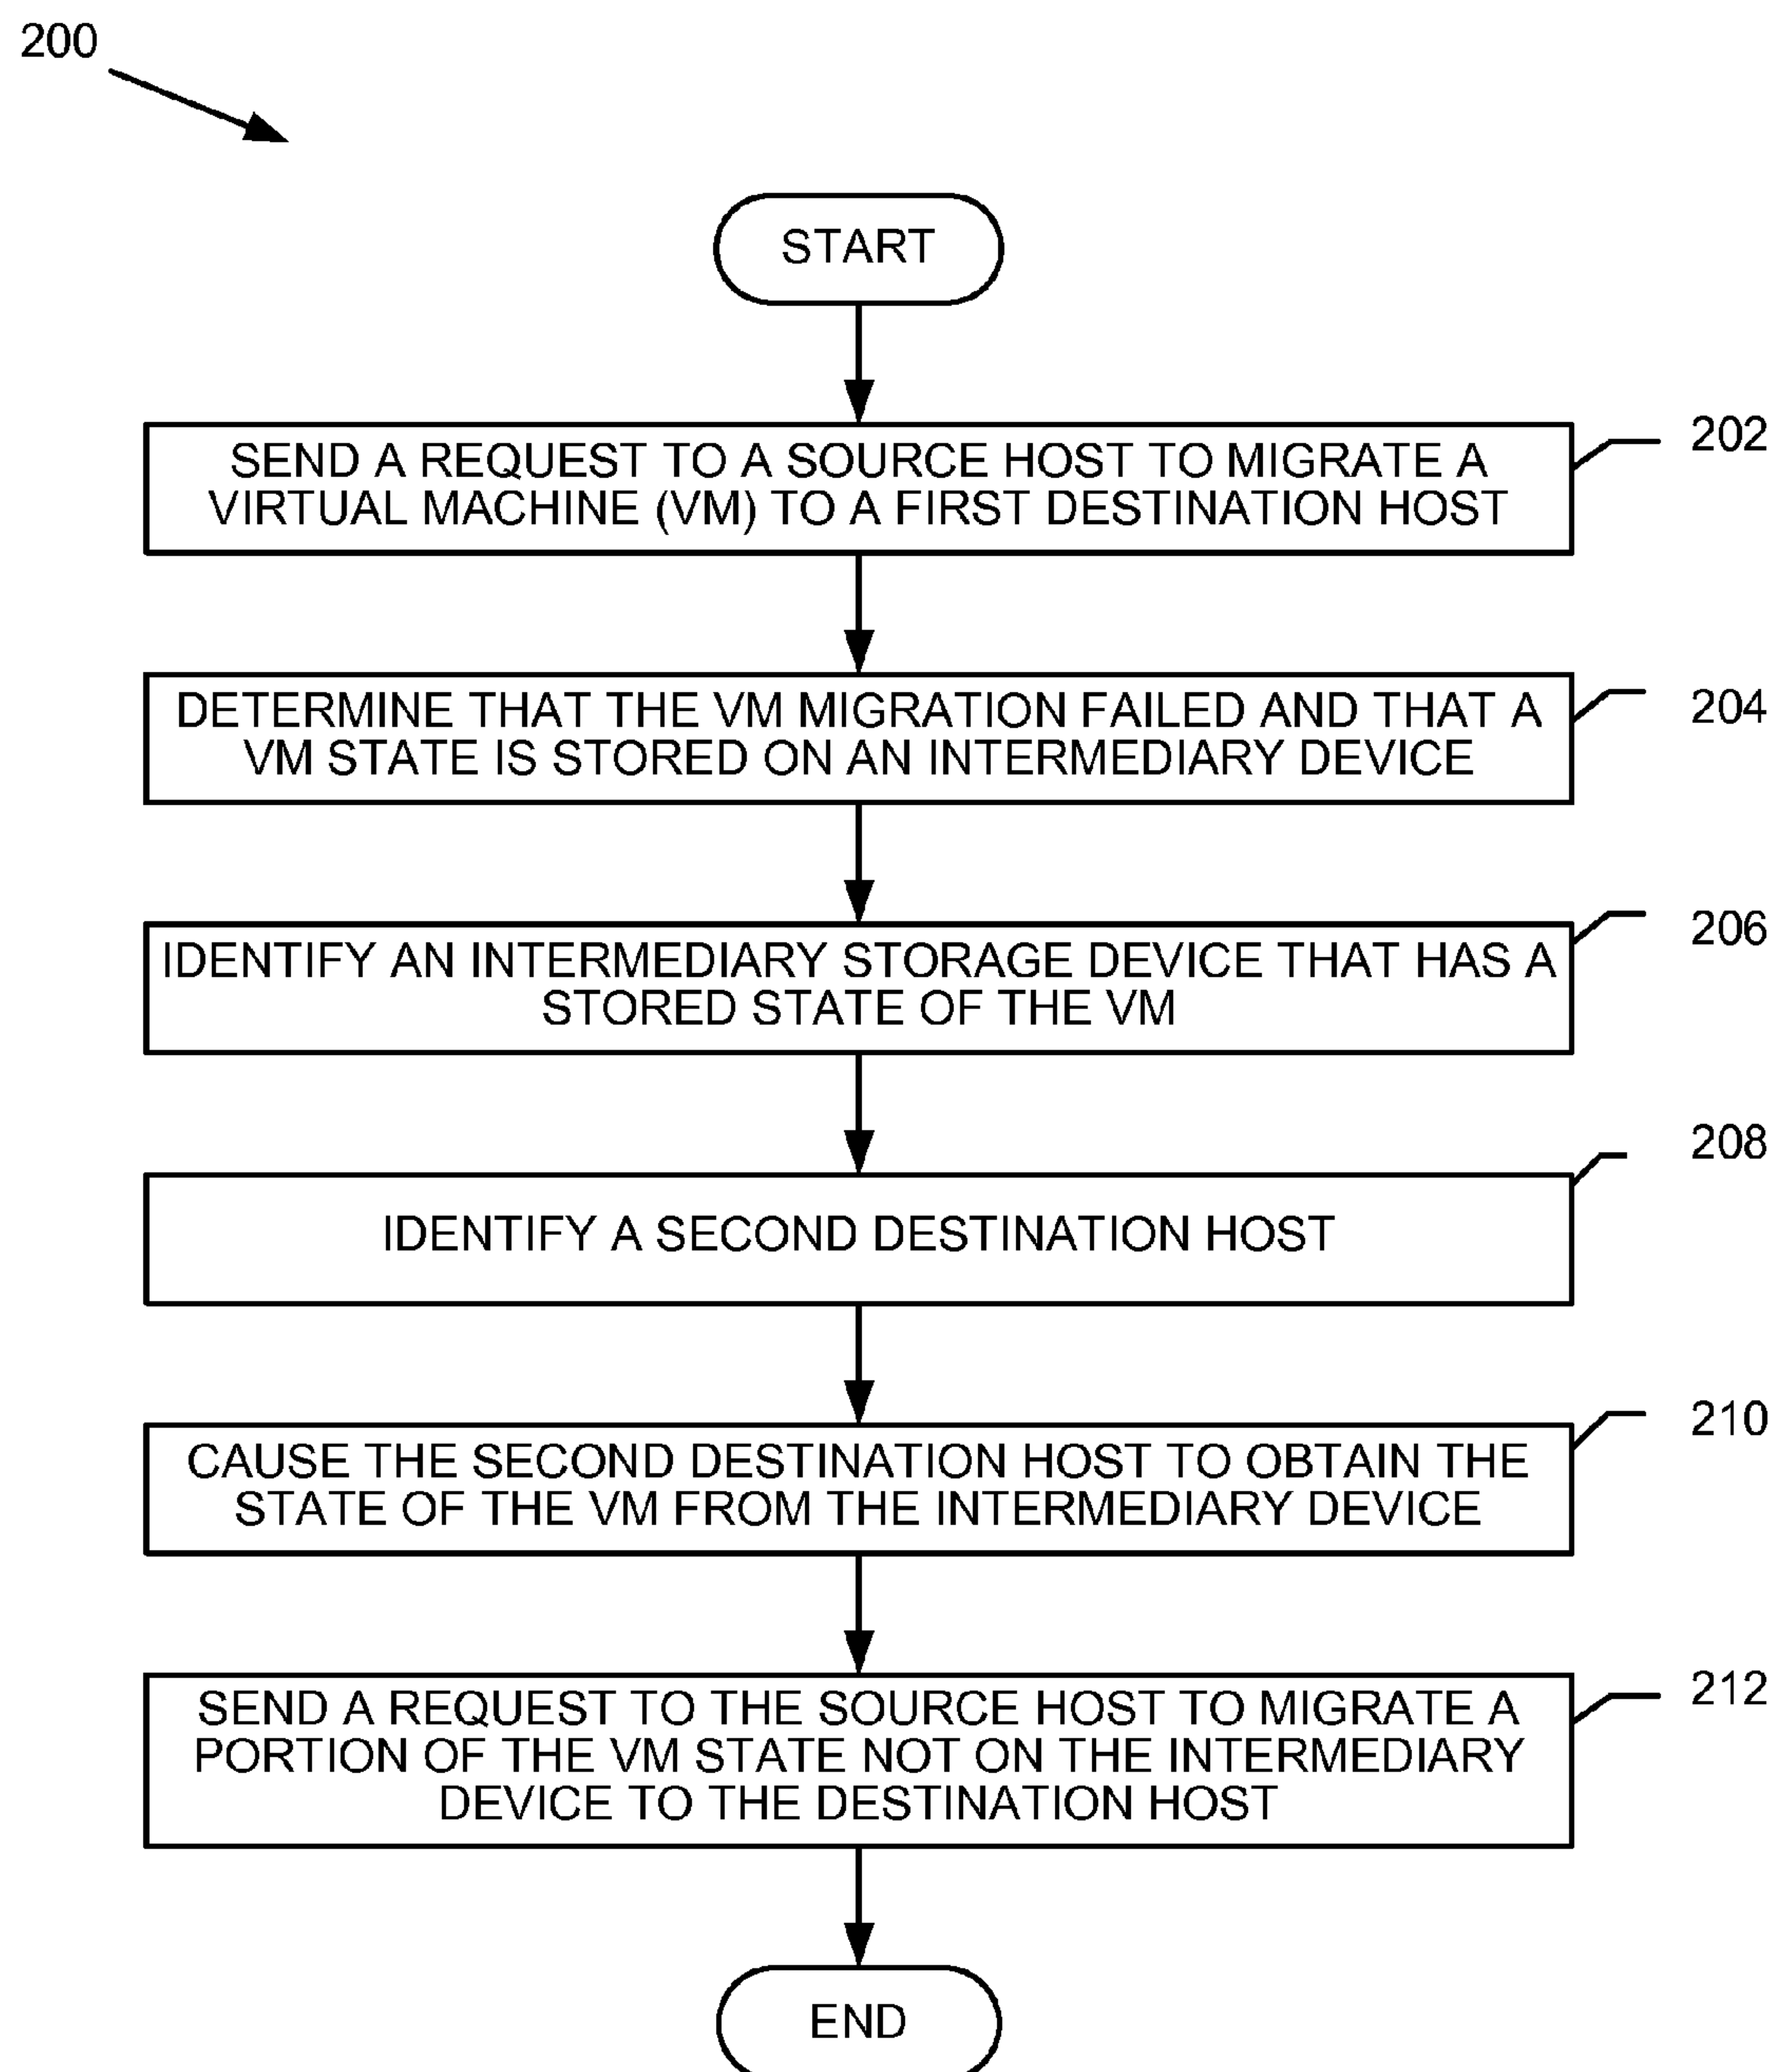 200
START
SEND A REQUEST TO A SOURCE HOST TO MIGRATE A
VIRTUAL MACHINE (VM) TO A FIRST DESTINATION HOST
202
DETERMINE THAT THE VM MIGRATION FAILED AND THAT A
VM STATE IS STORED ON AN INTERMEDIARY DEVICE
204
IDENTIFY AN INTERMEDIARY STORAGE DEVICE THAT HAS A
STORED STATE OF THE VM
206
IDENTIFY A SECOND DESTINATION HOST
208
CAUSE THE SECOND DESTINATION HOST TO OBTAIN THE
STATE OF THE VM FROM THE INTERMEDIARY DEVICE
210
SEND A REQUEST TO THE SOURCE HOST TO MIGRATE A
PORTION OF THE VM STATE NOT ON THE INTERMEDIARY
DEVICE TO THE DESTINATION HOST
212
END